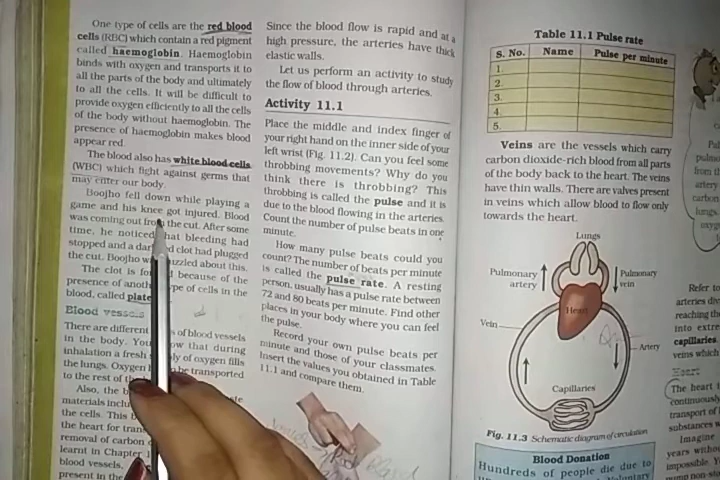 One type of cells are the red blood
cells (RBC) which contain a red pigment
called haemoglobin. Haemoglobin
binds with oxygen and transports it to
all the parts of the body and ultimately
to all the cells. It will be difficult to
provide oxygen efficiently to all the cells
of the body without haemoglobin. The
presence of haemoglobin makes blood
appear red.
The blood also has white blood cells
(WBC) which fight against germs that
may enter our body.
Boojho fell down while playing a
game and his knee got injured. Blood
was coming out from the cut. After some
time, he noticed that bleeding had
stopped and a dark red clot had plugged
the cut. Boojho was puzzled about this.
The clot is formed because of the
presence of another type of cells in the
blood, called plate
Blood vessels
There are different of blood vessels
in the body. You know that during
inhalation a fresh supply of oxygen fills
the lungs. Oxygen be transported
to the rest of the
Also, the
materials
the cells. This
the heart for
removal of carbon
learnt in Chapter 1
blood vessels,
present in the
Since the blood flow is rapid and at a
high pressure, the arteries have thick
elastic walls.
Let us perform an activity to study
the flow of blood through arteries.
Activity 11.1
Place the middle and index finger of
your right hand on the inner side of your
left wrist (Fig. 11.2). Can you feel some
throbbing movements? Why do you
think there is throbbing? This
throbbing is called the pulse and it is
due to the blood flowing in the arteries.
Count the number of pulse beats in one
minute.
How many pulse beats could you
count? The number of beats per minute
is called the pulse rate. A resting
person, usually has a pulse rate between
72 and 80 beats per minute. Find other
places in your body where you can feel
the pulse.
Record your own pulse beats per
minute and those of your classmates.
Insert the values you obtained in Table
11.1 and compare them.
Table 11.1 Pulse rate
S. No. Name Pulse per minute
1.
2.
3.
4.
5.
Veins are the vessels which carry
carbon dioxide-rich blood from all parts
of the body back to the heart. The veins
have thin walls. There are valves present
in veins which allow blood to flow only
towards the heart.
Lungs
Pulmonary artery
Pulmonary vein
Heart
Vein
Artery
Capillaries
Fig. 11.3 Schematic diagram of circulation
Blood Donation
Hundreds of people die due to
Refer to
arteries div
reaching the
into extre
capillaries.
veins which
Heart
The heart
continuously
transport of
substances w
Imagine
years witho
impossible. Y